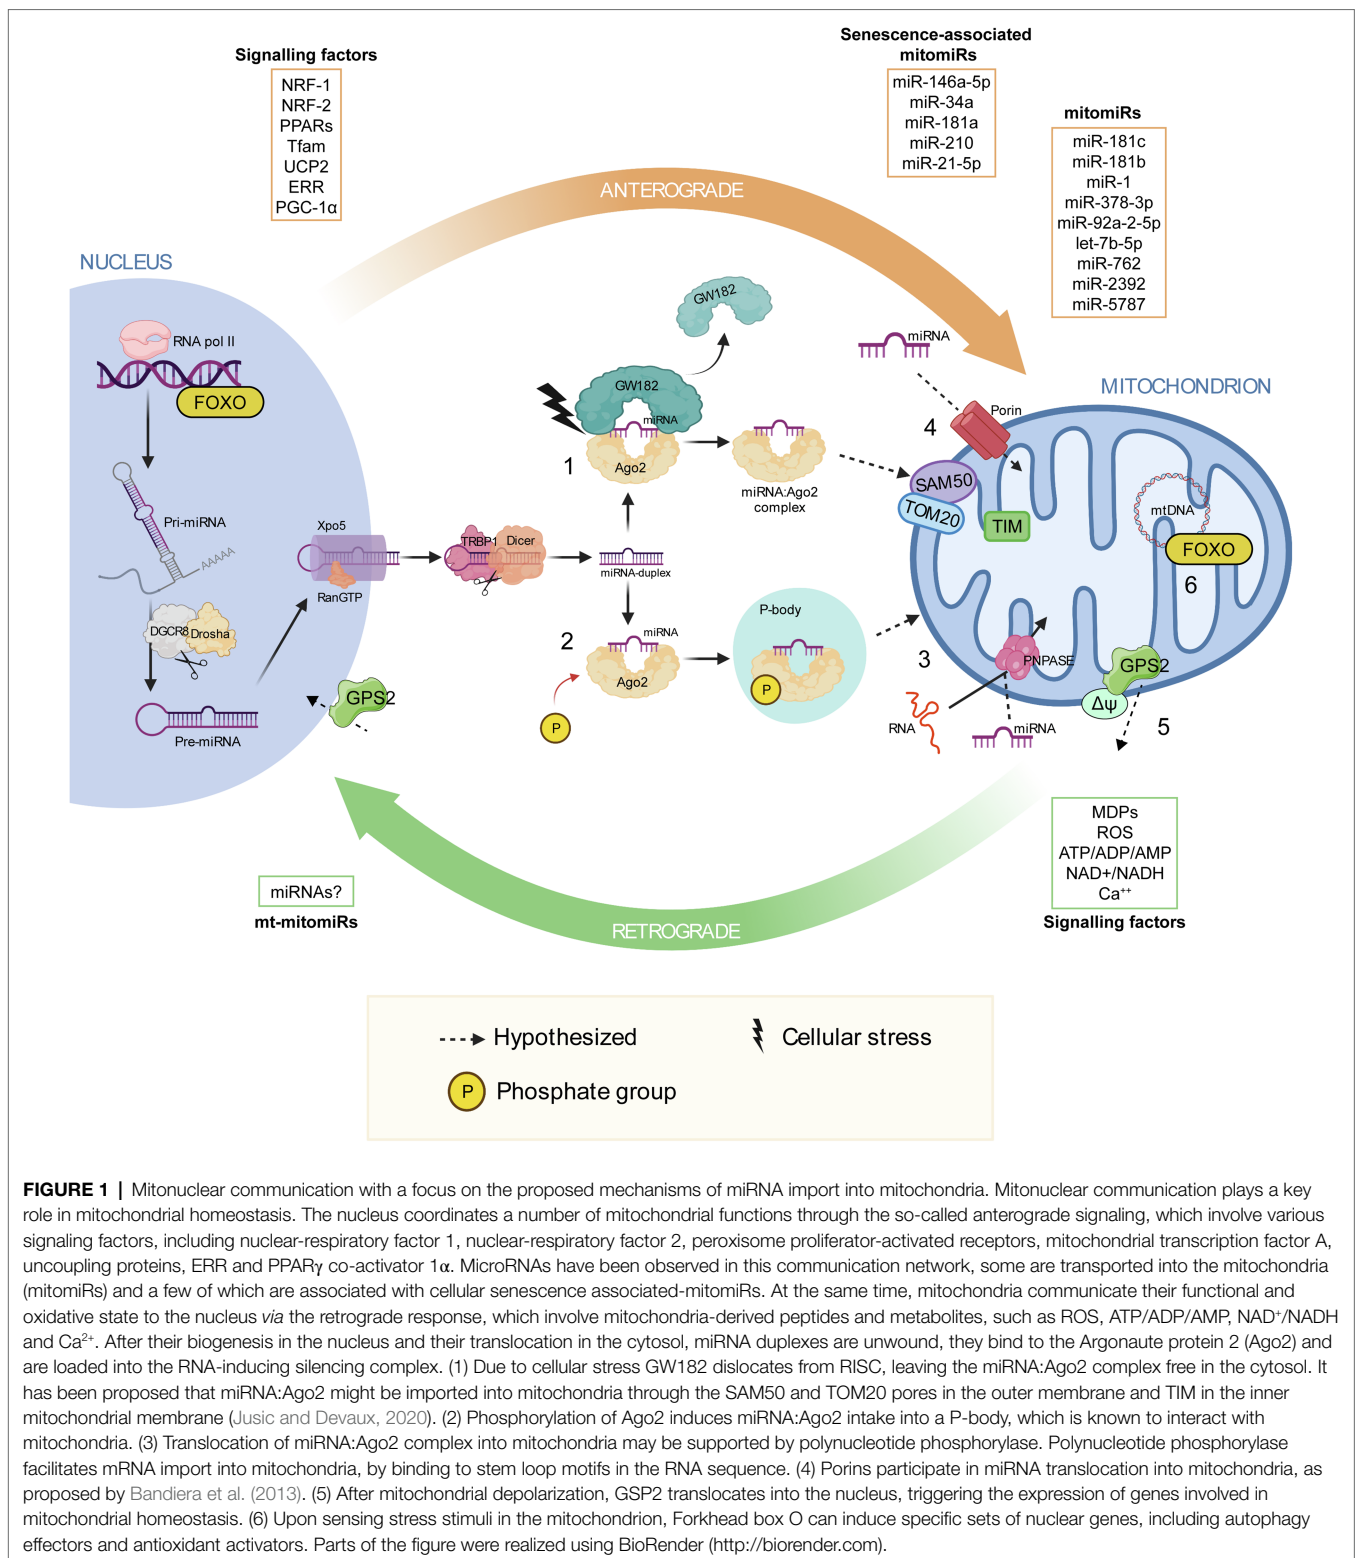 Signalling factors
NRF-1
NRF-2
PPARs
Tfam
UCP2
ERR
PGC-1α
Senescence-associated
mitomiRs
miR-146a-5p
miR-34a
miR-181a
miR-210
miR-21-5p
mitomiRs
miR-181c
miR-181b
miR-1
miR-378-3p
miR-92a-2-5p
let-7b-5p
miR-762
miR-2392
miR-5787
ANTEROGRADE
NUCLEUS
RNA pol II
FOXO
Pri-miRNA
AAAAA
DGCR8
Drosha
Pre-miRNA
Xpo5
RanGTP
GPS2
TRBP1
Dicer
miRNA-duplex
GW182
GW182
miRNA
Ago2
1
miRNA:Ago2
complex
2
miRNA
Ago2
P
P-body
P
miRNA
MITOCHONDRION
4
Porin
SAM50
TOM20
TIM
mtDNA
FOXO
6
3
PNPASE
GPS2
Δψ
5
RNA
miRNA
MDPs
ROS
ATP/ADP/AMP
NAD+/NADH
Ca⁺⁺
Signalling factors
miRNAs?
mt-mitomiRs
RETROGRADE
Hypothesized
Cellular stress
P
Phosphate group
FIGURE 1 | Mitonuclear communication with a focus on the proposed mechanisms of miRNA import into mitochondria. Mitonuclear communication plays a key
role in mitochondrial homeostasis. The nucleus coordinates a number of mitochondrial functions through the so-called anterograde signaling, which involve various
signaling factors, including nuclear-respiratory factor 1, nuclear-respiratory factor 2, peroxisome proliferator-activated receptors, mitochondrial transcription factor A,
uncoupling proteins, ERR and PPARγ co-activator 1α. MicroRNAs have been observed in this communication network, some are transported into the mitochondria
(mitomiRs) and a few of which are associated with cellular senescence associated-mitomiRs. At the same time, mitochondria communicate their functional and
oxidative state to the nucleus via the retrograde response, which involve mitochondria-derived peptides and metabolites, such as ROS, ATP/ADP/AMP, NAD⁺/NADH
and Ca²⁺. After their biogenesis in the nucleus and their translocation in the cytosol, miRNA duplexes are unwound, they bind to the Argonaute protein 2 (Ago2) and
are loaded into the RNA-inducing silencing complex. (1) Due to cellular stress GW182 dislocates from RISC, leaving the miRNA:Ago2 complex free in the cytosol. It
has been proposed that miRNA:Ago2 might be imported into mitochondria through the SAM50 and TOM20 pores in the outer membrane and TIM in the inner
mitochondrial membrane (Jusic and Devaux, 2020). (2) Phosphorylation of Ago2 induces miRNA:Ago2 intake into a P-body, which is known to interact with
mitochondria. (3) Translocation of miRNA:Ago2 complex into mitochondria may be supported by polynucleotide phosphorylase. Polynucleotide phosphorylase
facilitates mRNA import into mitochondria, by binding to stem loop motifs in the RNA sequence. (4) Porins participate in miRNA translocation into mitochondria, as
proposed by Bandiera et al. (2013). (5) After mitochondrial depolarization, GSP2 translocates into the nucleus, triggering the expression of genes involved in
mitochondrial homeostasis. (6) Upon sensing stress stimuli in the mitochondrion, Forkhead box O can induce specific sets of nuclear genes, including autophagy
effectors and antioxidant activators. Parts of the figure were realized using BioRender (http://biorender.com).